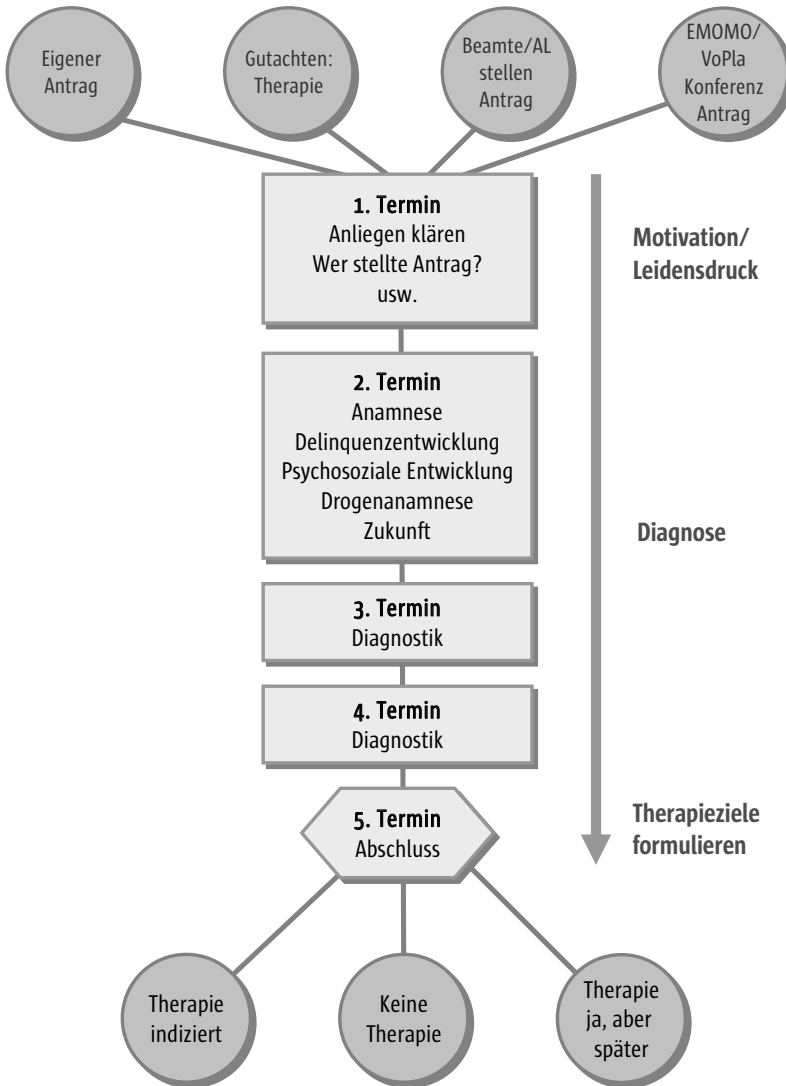 Eigener
Antrag
Gutachten:
Therapie
Beamte/AL
stellen
Antrag
EMOMO/
VoPla
Konferenz
Antrag
1. Termin
Anliegen klären
Wer stellte Antrag?
usw.
Motivation/
Leidensdruck
2. Termin
Anamnese
Delinquenzentwicklung
Psychosoziale Entwicklung
Drogenanamnese
Zukunft
Diagnose
3. Termin
Diagnostik
4. Termin
Diagnostik
5. Termin
Abschluss
Therapieziele
formulieren
Therapie
indiziert
Keine
Therapie
Therapie
ja, aber
später